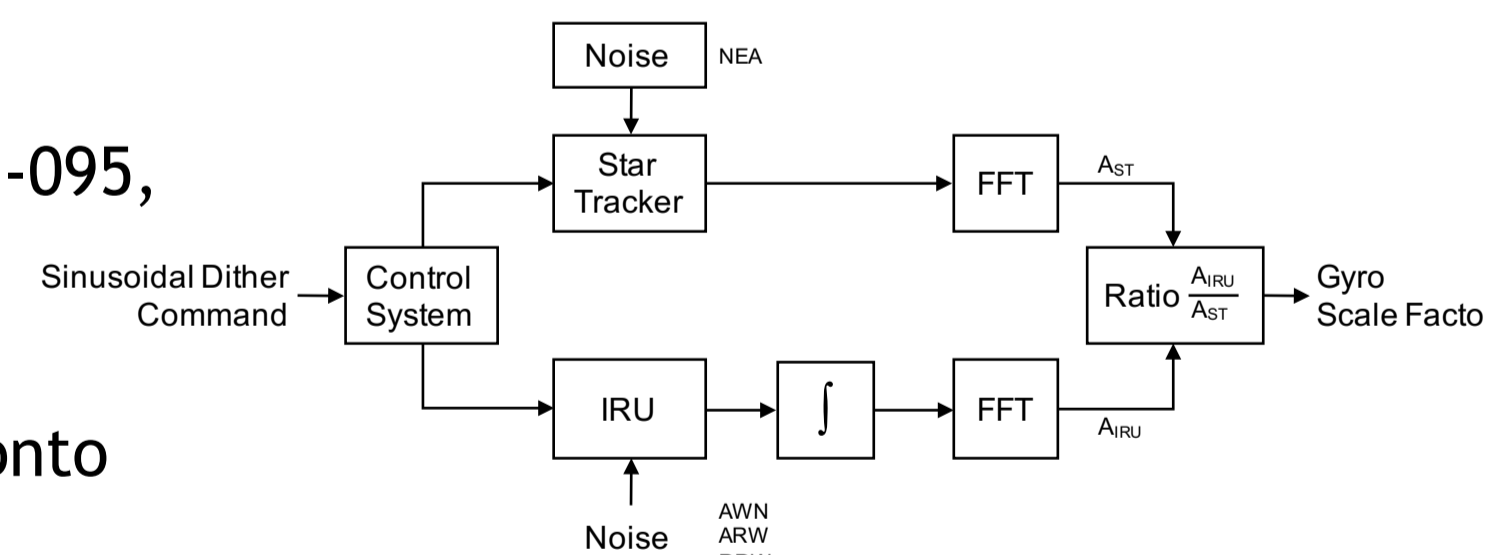 Noise NEA
-095,
Star
Tracker
FFT
AST
Sinusoidal Dither
Command
Control
System
Ratio AIRU
AST
Gyro
Scale Facto
IRU
∫
FFT
AIRU
onto
Noise
AWN
ARW